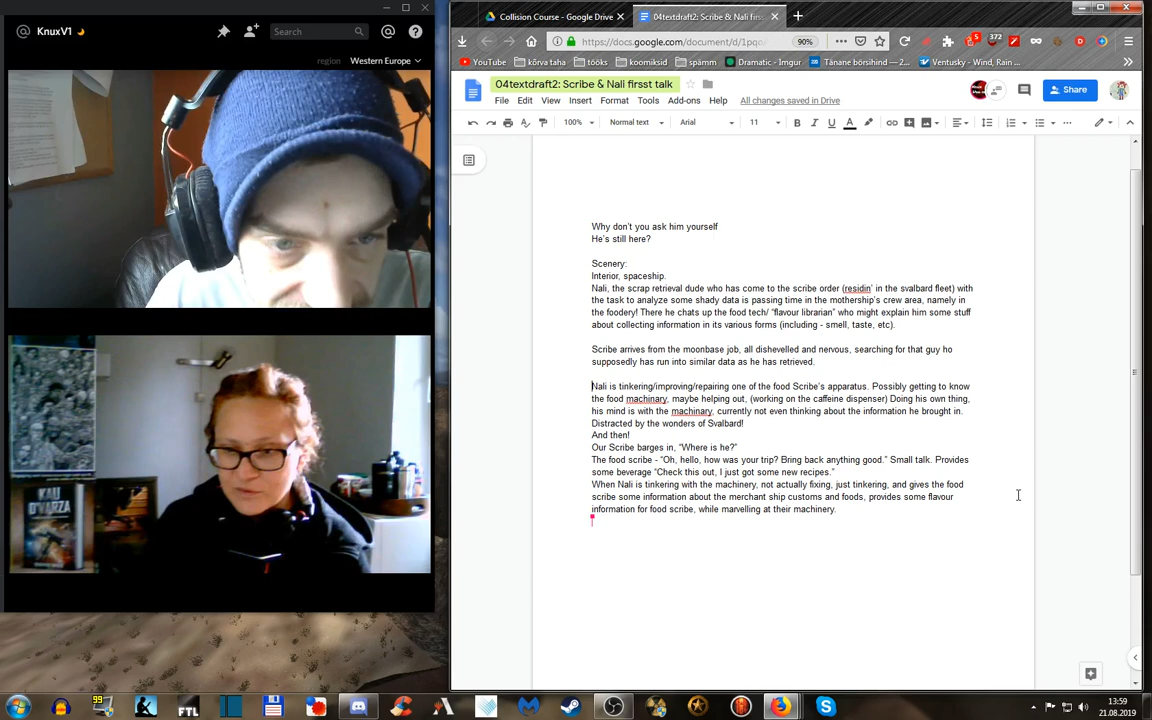 KnuxV1
Search
region Western Europe
KAU
O'VARZA
Collision Course - Google Drive
04textdraft2: Scribe & Nali firss
https://docs.google.com/document/d/1pqo
90%
5
372
YouTube kõrva taha tööks koomiksid spämm Dramatic - Imgur Tänane börsihind — 2... Ventusky - Wind, Rain ...
04textdraft2: Scribe & Nali firsst talk
Share
File Edit View Insert Format Tools Add-ons Help All changes saved in Drive
100% Normal text Arial 11 B I U A
Why don't you ask him yourself
He's still here?
Scenery:
Interior, spaceship.
Nali, the scrap retrieval dude who has come to the scribe order (residin' in the svalbard fleet) with
the task to analyze some shady data is passing time in the mothership's crew area, namely in
the foodery! There he chats up the food tech/ "flavour librarian" who might explain him some stuff
about collecting information in its various forms (including - smell, taste, etc).
Scribe arrives from the moonbase job, all dishevelled and nervous, searching for that guy ho
supposedly has run into similar data as he has retrieved.
Nali is tinkering/improving/repairing one of the food Scribe's apparatus. Possibly getting to know
the food machinary, maybe helping out, (working on the caffeine dispenser) Doing his own thing,
his mind is with the machinary, currently not even thinking about the information he brought in.
Distracted by the wonders of Svalbard!
And then!
Our Scribe barges in, "Where is he?"
The food scribe - "Oh, hello, how was your trip? Bring back anything good." Small talk. Provides
some beverage "Check this out, I just got some new recipes."
When Nali is tinkering with the machinery, not actually fixing, just tinkering, and gives the food
scribe some information about the merchant ship customs and foods, provides some flavour
information for food scribe, while marvelling at their machinery.
99
FTL
13:59
21.08.2019